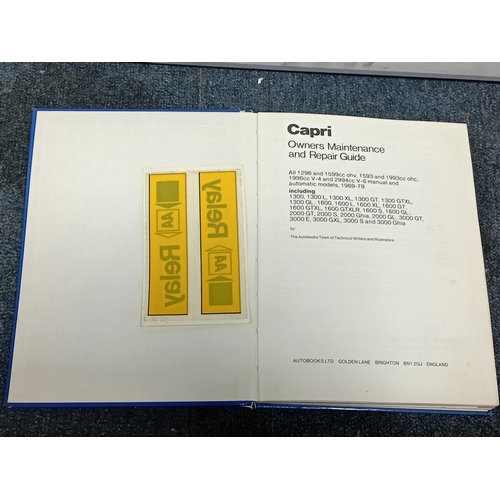 AA Relay
AA Relay
Capri
Owners Maintenance
and Repair Guide
All 1298 and 1599cc ohv, 1593 and 1993cc ohc,
1996cc V-4 and 2994cc V-6 manual and
automatic models, 1969-79
including
1300, 1300 L, 1300 XL, 1300 GT, 1300 GTXL,
1300 GL; 1600, 1600 L, 1600 XL, 1600 GT,
1600 GTXL, 1600 GTXLR, 1600 S, 1600 GL;
2000 GT, 2000 S, 2000 Ghia, 2000 GL; 3000 GT,
3000 E, 3000 GXL, 3000 S and 3000 Ghia
by
The Autobooks Team of Technical Writers and Illustrators
AUTOBOOKS LTD GOLDEN LANE BRIGHTON BN1 2QJ ENGLAND